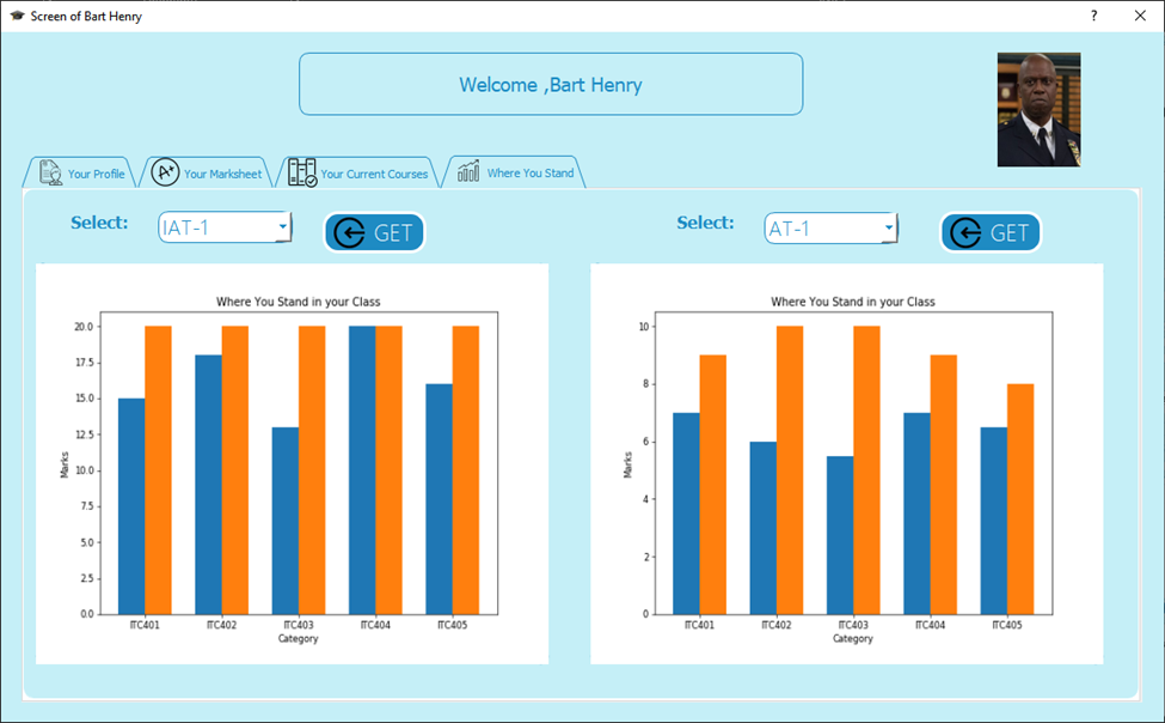 Screen of Bart Henry
?
Welcome ,Bart Henry
A+
Your Profile
Your Marksheet
Your Current Courses
Where You Stand
Select:
IAT-1
GET
Select:
AT-1
GET
Where You Stand in your Class
20.0
17.5
15.0
12.5
10.0
7.5
5.0
2.5
0.0
Marks
ITC401 ITC402 ITC403 ITC404 ITC405
Category
Where You Stand in your Class
10
8
6
4
2
0
Marks
ITC401 ITC402 ITC403 ITC404 ITC405
Category